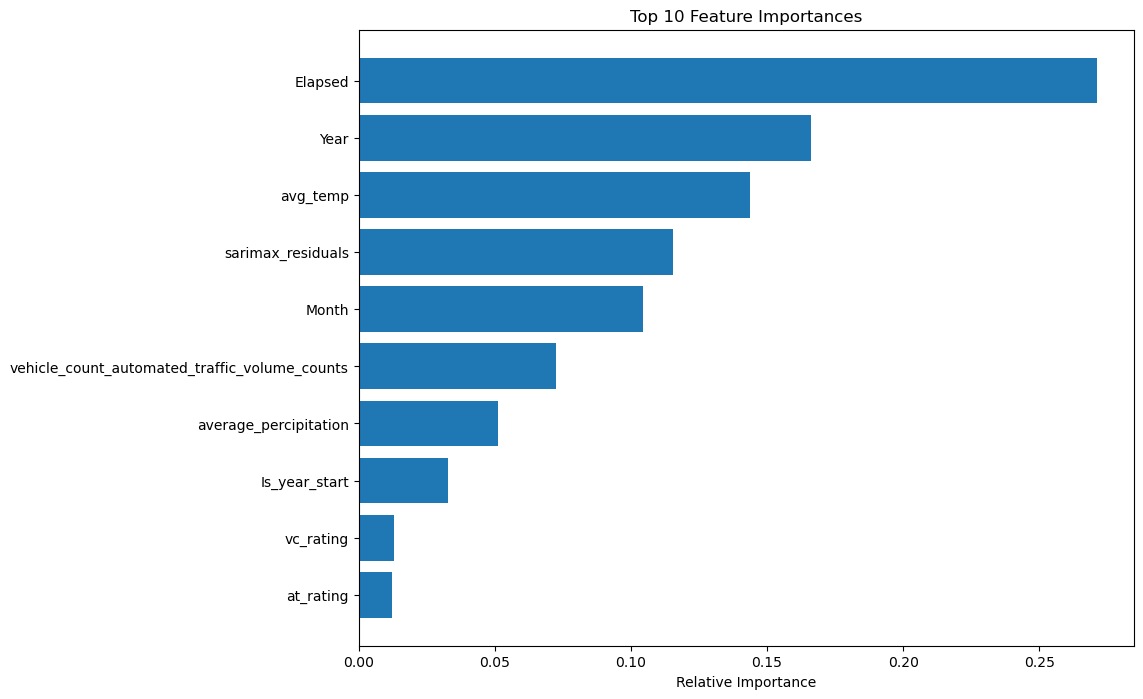 Top 10 Feature Importances
Elapsed
Year
avg_temp
sarimax_residuals
Month
vehicle_count_automated_traffic_volume_counts
average_percipitation
Is_year_start
vc_rating
at_rating
0.00 0.05 0.10 0.15 0.20 0.25
Relative Importance